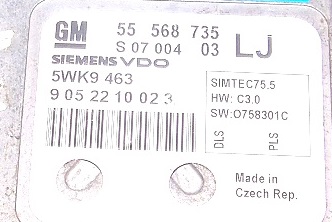 GM 55 568 735
S 07 004 03 LJ
SIEMENS VDO
5WK9 463
9 05 22 10 02 3
SIMTEC75.5
HW: C3.0
SW:O758301C
DLS PLS
Made in
Czech Rep.